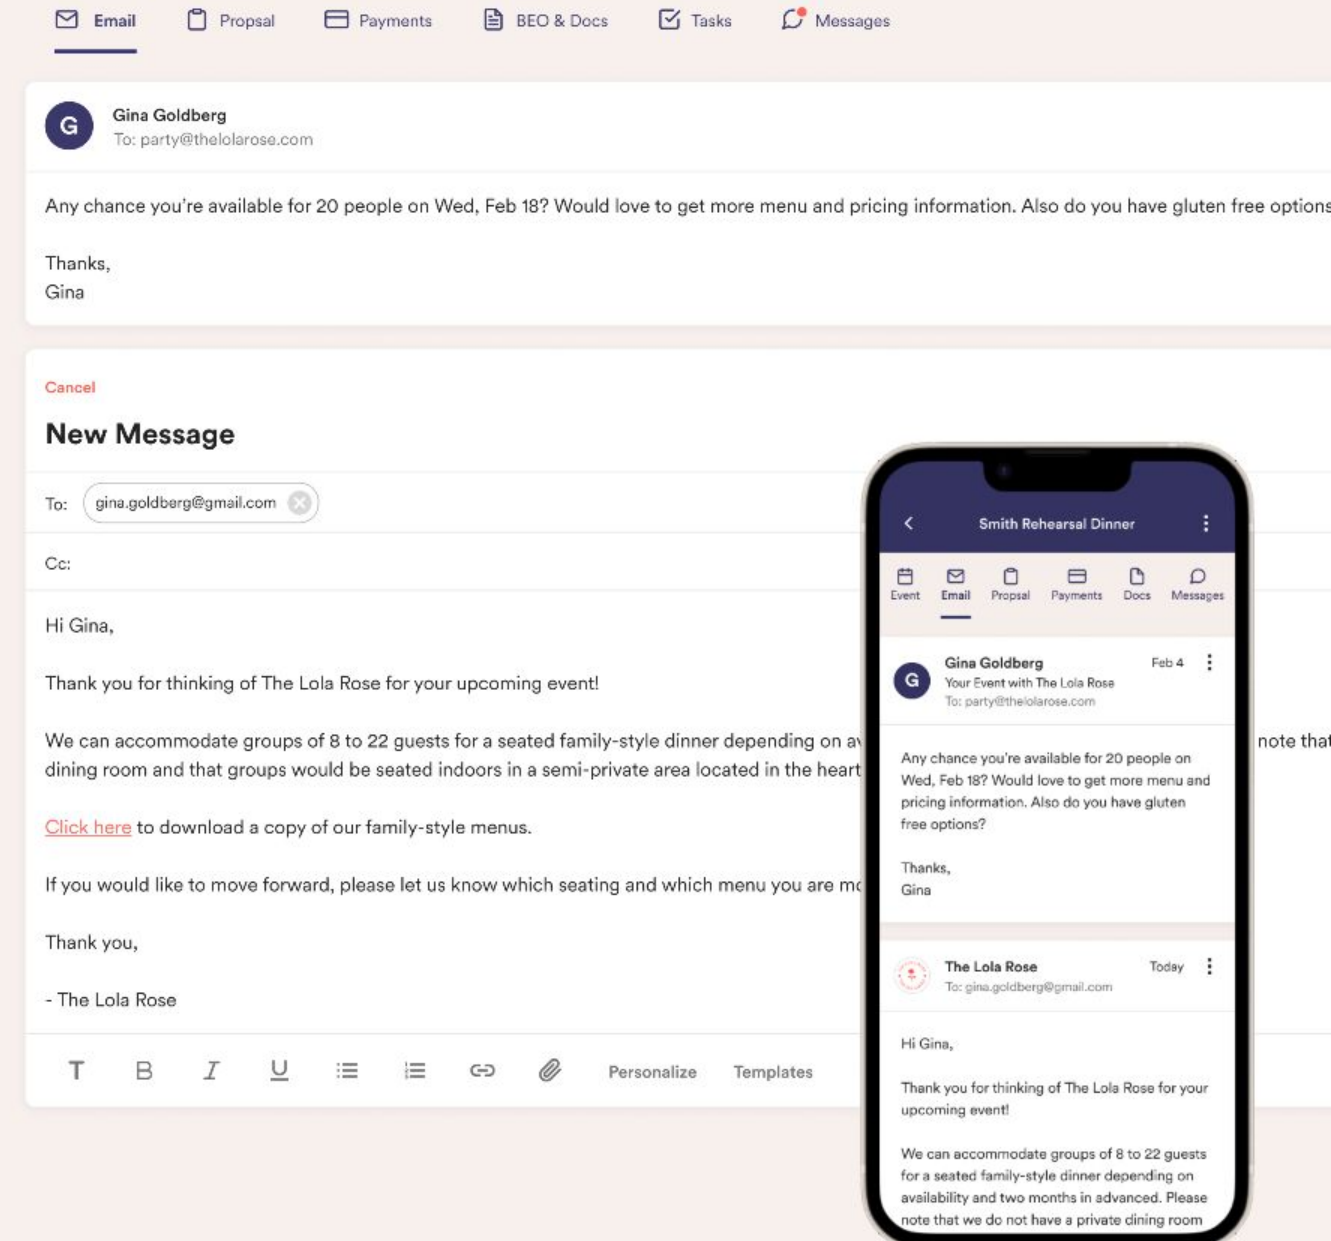 Email Propsal Payments BEO & Docs Tasks Messages
G
Gina Goldberg
To: party@thelolarose.com
Any chance you're available for 20 people on Wed, Feb 18? Would love to get more menu and pricing information. Also do you have gluten free options
Thanks,
Gina
Cancel
New Message
To: gina.goldberg@gmail.com
Cc:
Hi Gina,
Thank you for thinking of The Lola Rose for your upcoming event!
We can accommodate groups of 8 to 22 guests for a seated family-style dinner depending on av
note that
dining room and that groups would be seated indoors in a semi-private area located in the heart
Click here to download a copy of our family-style menus.
If you would like to move forward, please let us know which seating and which menu you are mo
Thank you,
- The Lola Rose
T B I U Personalize Templates
Smith Rehearsal Dinner
Event Email Propsal Payments Docs Messages
G
Gina Goldberg Feb 4
Your Event with The Lola Rose
To: party@thelolarose.com
Any chance you're available for 20 people on
Wed, Feb 18? Would love to get more menu and
pricing information. Also do you have gluten
free options?
Thanks,
Gina
The Lola Rose Today
To: gina.goldberg@gmail.com
Hi Gina,
Thank you for thinking of The Lola Rose for your
upcoming event!
We can accommodate groups of 8 to 22 guests
for a seated family-style dinner depending on
availability and two months in advanced. Please
note that we do not have a private dining room